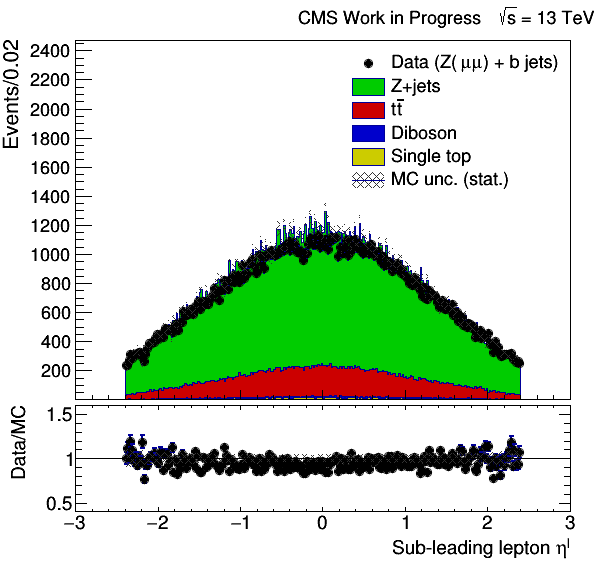 CMS Work in Progress √s = 13 TeV
Events/0.02
2400
2200
2000
1800
1600
1400
1200
1000
800
600
400
200
Data (Z(μμ) + b jets)
Z+jets
tt̄
Diboson
Single top
MC unc. (stat.)
Data/MC
1.5
1
0.5
−3 −2 −1 0 1 2 3
Sub-leading lepton ηˡ